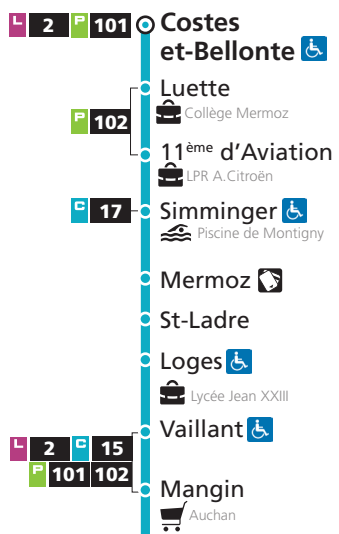 L 2 P 101 Costes
et-Bellonte
Luette
Collège Mermoz
P 102
11ème d'Aviation
LPR A.Citroën
C 17 Simminger
Piscine de Montigny
Mermoz
St-Ladre
Loges
Lycée Jean XXIII
Vaillant
L 2 C 15
P 101 102
Mangin
Auchan